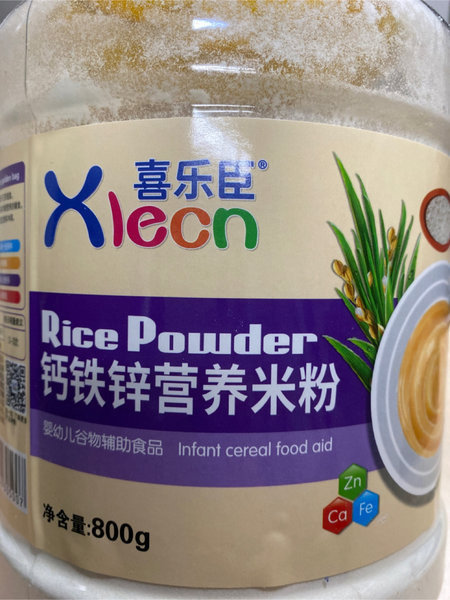 喜乐臣®
Xlecn
Rice Powder
钙铁锌营养米粉
婴幼儿谷物辅助食品 Infant cereal food aid
Zn
Ca Fe
净含量:800g